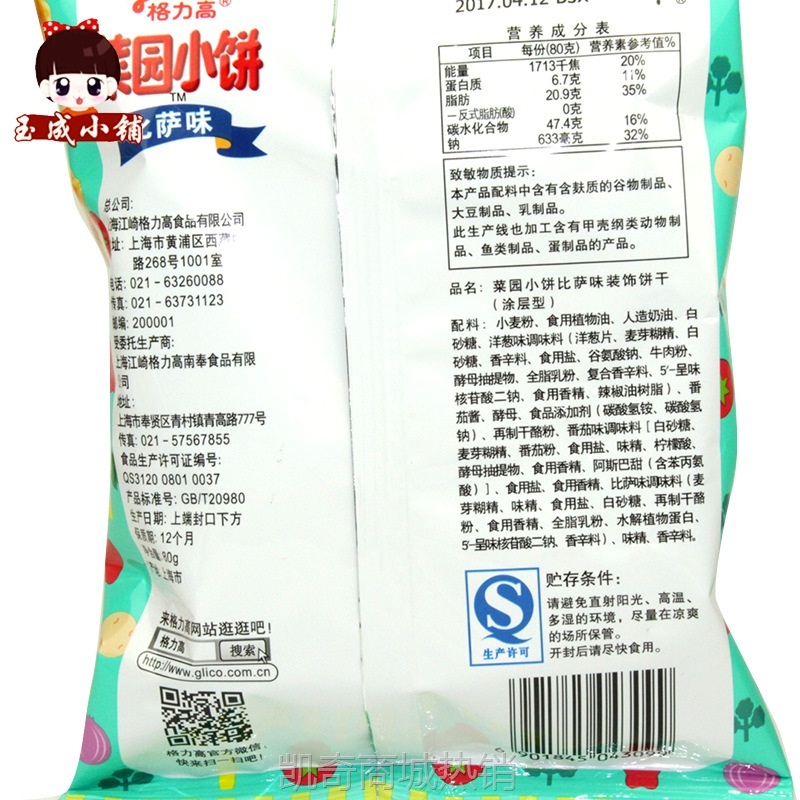 格力高®
菜园小饼
TM
比萨味
玉成小铺
总公司:
上海江崎格力高食品有限公司
地址: 上海市黄浦区西藏
路268号1001室
电话: 021-63260088
传真: 021-63731123
邮编: 200001
受委托生产商:
上海江崎格力高南奉食品有限
公司
地址:
上海市奉贤区青村镇青高路777号
传真: 021-57567855
食品生产许可证编号:
QS3120 0801 0037
产品标准号: GB/T20980
生产日期: 上端封口下方
保质期: 12个月
净含量: 80g
产地: 上海市
来格力高网站逛逛吧!
格力高 搜索
http://www.glico.com.cn
格力高官方微信,
快来扫一扫吧!
2017.04.12
营养成分表
项目 每份(80克) 营养素参考值%
能量 1713千焦 20%
蛋白质 6.7克 11%
脂肪 20.9克 35%
—反式脂肪(酸) 0克
碳水化合物 47.4克 16%
钠 633毫克 32%
致敏物质提示:
本产品配料中含有含麸质的谷物制品、
大豆制品、乳制品。
此生产线也加工含有甲壳纲类动物制
品、鱼类制品、蛋制品的产品。
品名: 菜园小饼比萨味装饰饼干
(涂层型)
配料: 小麦粉、食用植物油、人造奶油、白
砂糖、洋葱味调味料(洋葱片、麦芽糊精、白
砂糖、香辛料、食用盐、谷氨酸钠、牛肉粉、
酵母抽提物、全脂乳粉、复合香辛料、5'-呈味
核苷酸二钠、食用香精、辣椒油树脂)、番
茄酱、酵母、食品添加剂(碳酸氢铵、碳酸氢
钠)、再制干酪粉、番茄味调味料[白砂糖、
麦芽糊精、番茄粉、食用盐、味精、柠檬酸、
酵母抽提物、食用香精、阿斯巴甜(含苯丙氨
酸)]、食用盐、食用香精、比萨味调味料(麦
芽糊精、味精、食用盐、白砂糖、再制干酪
粉、食用香精、全脂乳粉、水解植物蛋白、
5'-呈味核苷酸二钠、香辛料)、味精、香辛料。
生产许可
贮存条件:
请避免直射阳光、高温、
多湿的环境,尽量在凉爽
的场所保管。
开封后请尽快食用。
凯奇商城热销